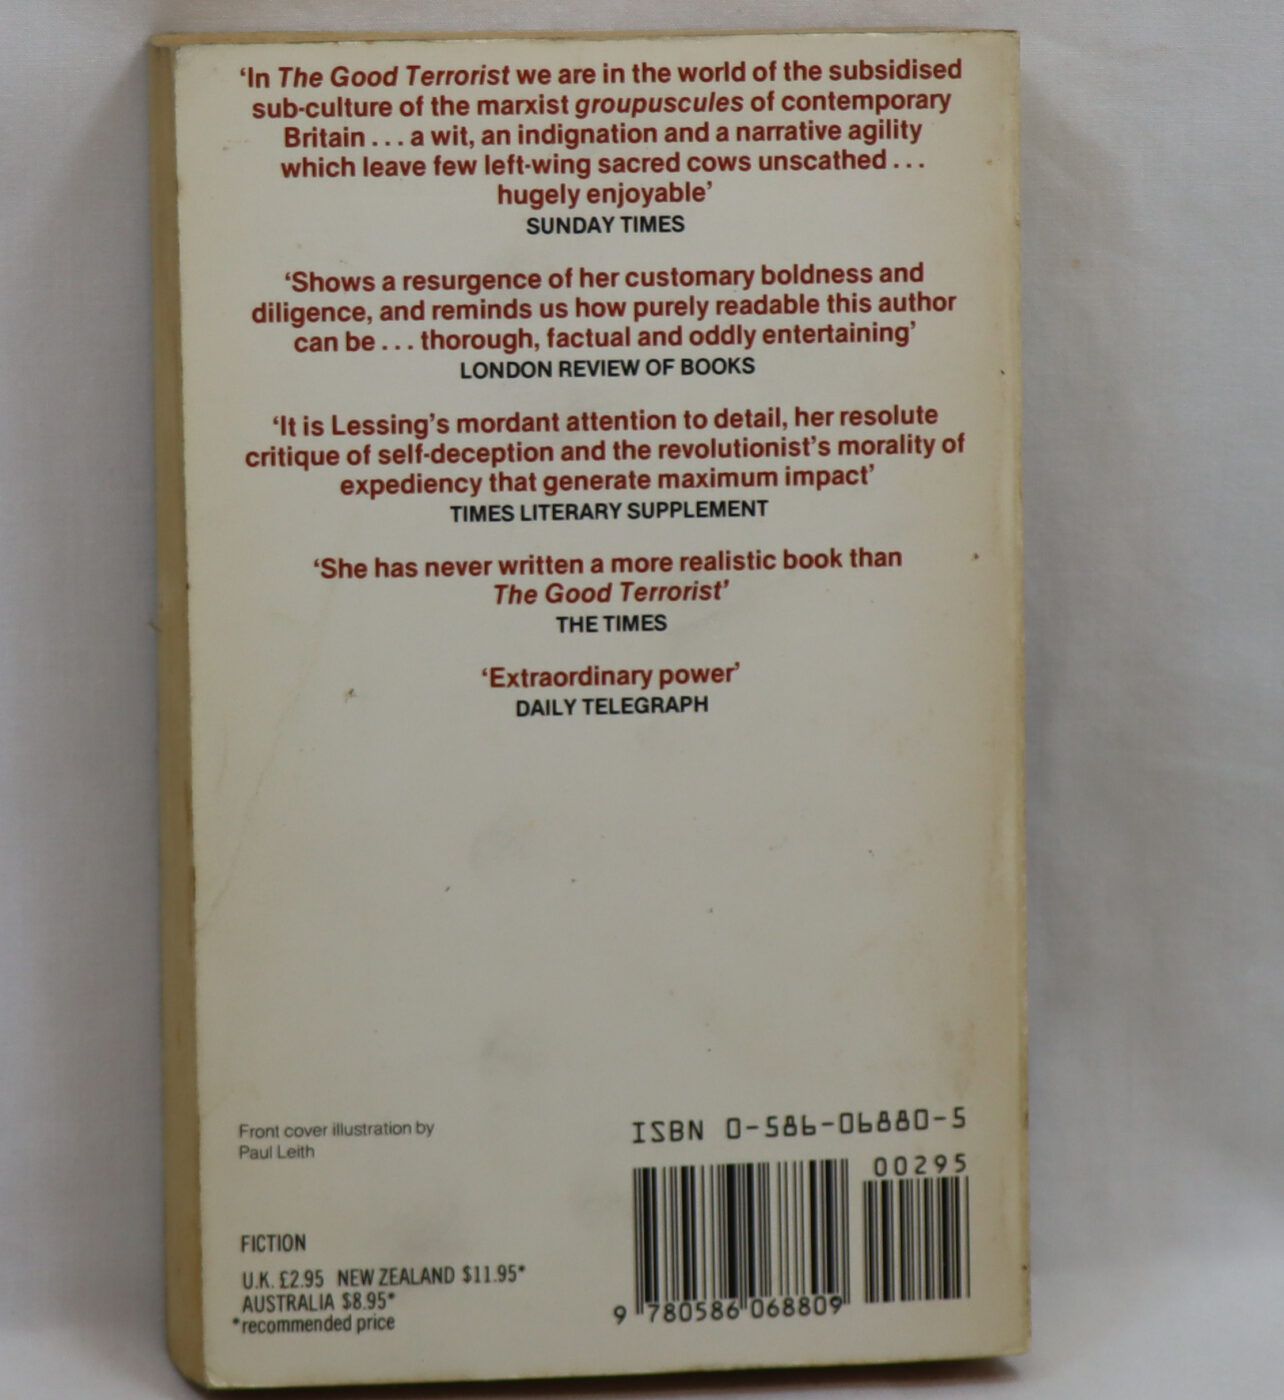 ‘In The Good Terrorist we are in the world of the subsidised
sub-culture of the marxist groupuscules of contemporary
Britain . . . a wit, an indignation and a narrative agility
which leave few left-wing sacred cows unscathed . . .
hugely enjoyable’
SUNDAY TIMES
‘Shows a resurgence of her customary boldness and
diligence, and reminds us how purely readable this author
can be . . . thorough, factual and oddly entertaining’
LONDON REVIEW OF BOOKS
‘It is Lessing’s mordant attention to detail, her resolute
critique of self-deception and the revolutionist’s morality of
expediency that generate maximum impact’
TIMES LITERARY SUPPLEMENT
‘She has never written a more realistic book than
The Good Terrorist’
THE TIMES
‘Extraordinary power’
DAILY TELEGRAPH
Front cover illustration by
Paul Leith
FICTION
U.K. £2.95 NEW ZEALAND $11.95*
AUSTRALIA $8.95*
*recommended price
ISBN 0-586-06880-5
00295
9 780586 068809